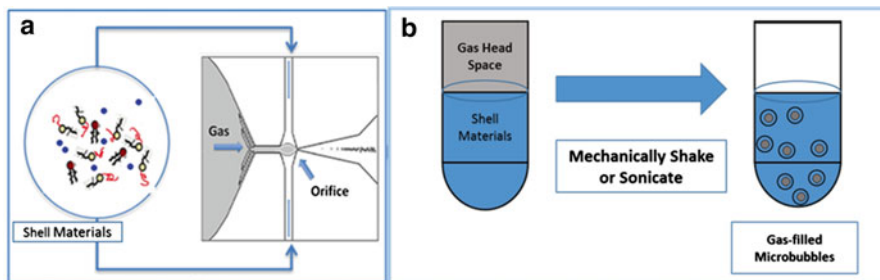 a
Gas
Orifice
Shell Materials
b
Gas Head
Space
Shell
Materials
Mechanically Shake
or Sonicate
Gas-filled
Microbubbles